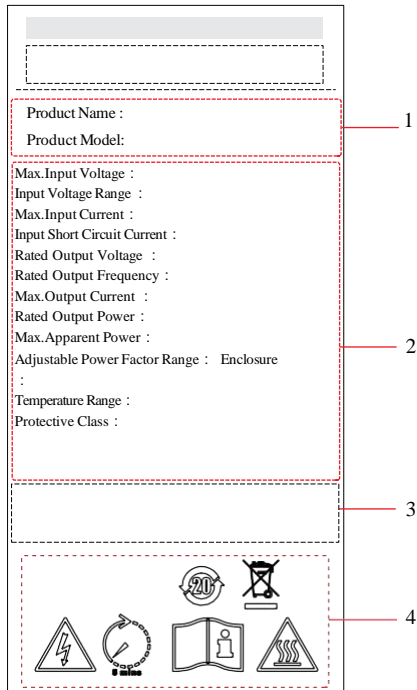 Product Name :
Product Model:
1
Max.Input Voltage :
Input Voltage Range :
Max.Input Current :
Input Short Circuit Current :
Rated Output Voltage :
Rated Output Frequency :
Max.Output Current :
Rated Output Power :
Max.Apparent Power :
Adjustable Power Factor Range : Enclosure
:
Temperature Range :
Protective Class :
2
3
20
5 mins
i
4